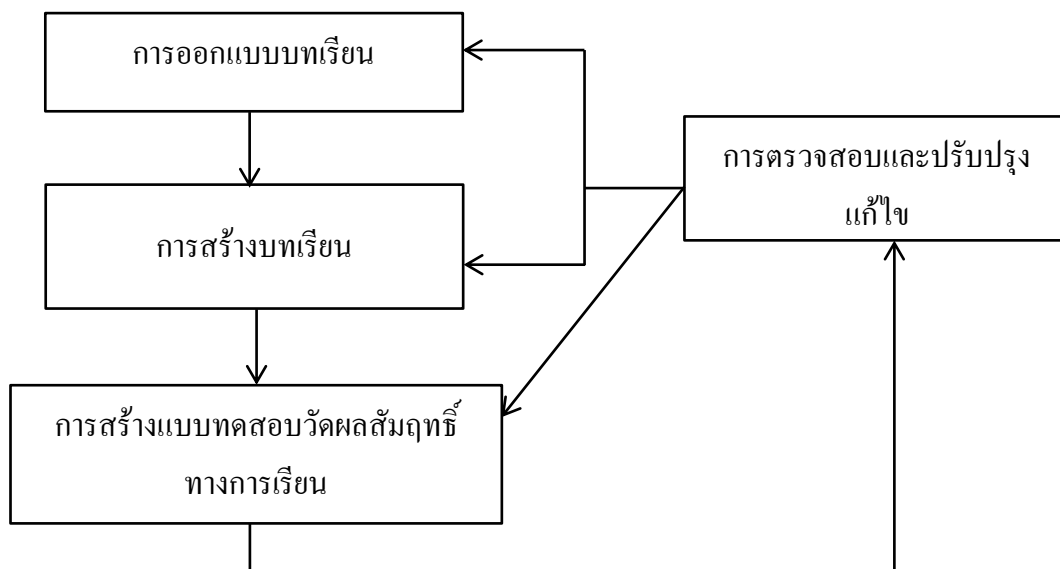 การออกแบบบทเรียน
การสร้างบทเรียน
การสร้างแบบทดสอบวัดผลสัมฤทธิ์
ทางการเรียน
การตรวจสอบและปรับปรุง
แก้ไข